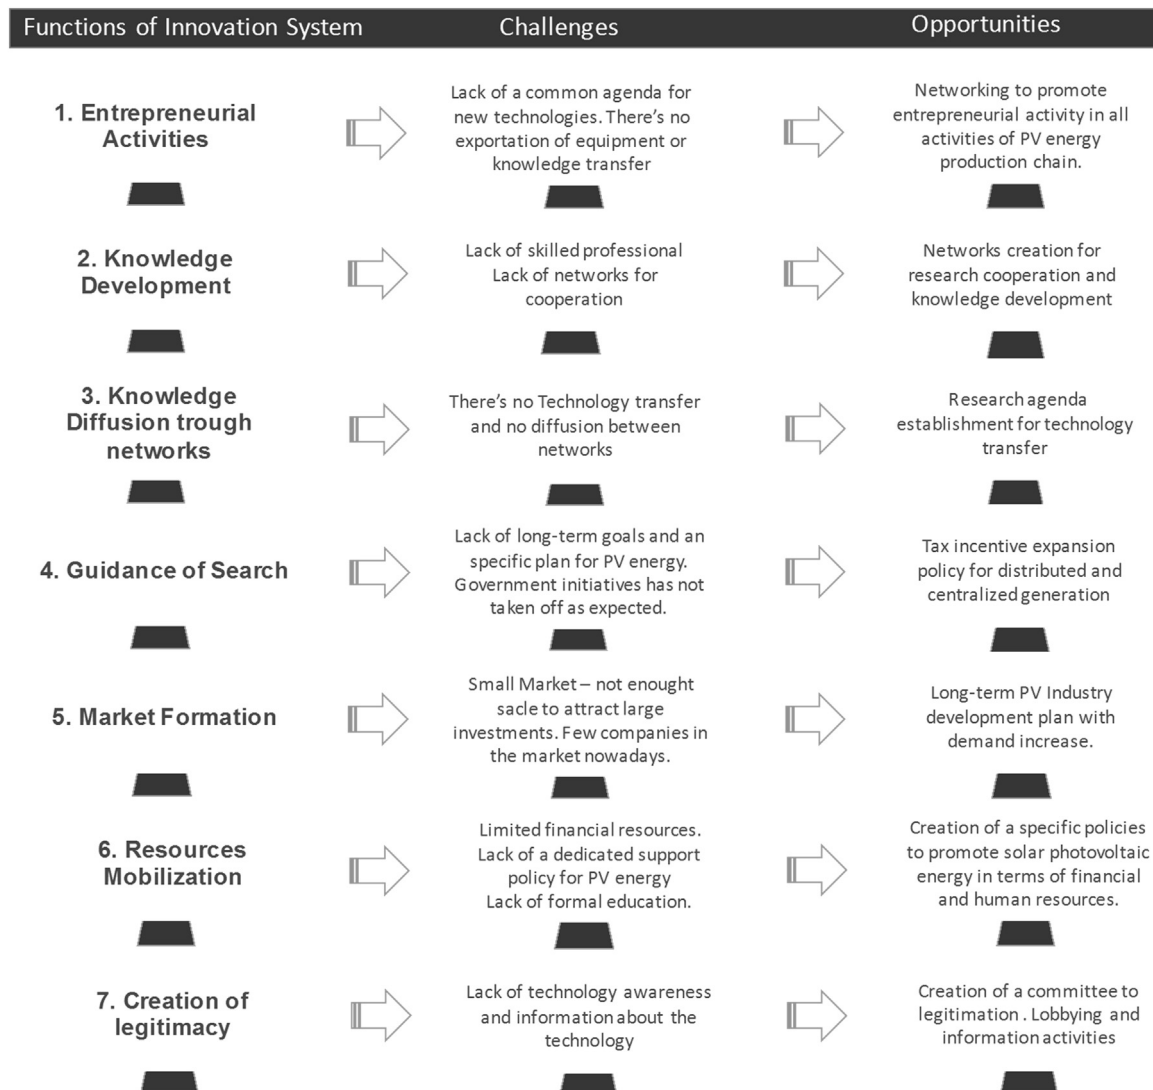 Functions of Innovation System
Challenges
Opportunities
1. Entrepreneurial
Activities
Lack of a common agenda for
new technologies. There's no
exportation of equipment or
knowledge transfer
Networking to promote
entrepreneurial activity in all
activities of PV energy
production chain.
2. Knowledge
Development
Lack of skilled professional
Lack of networks for
cooperation
Networks creation for
research cooperation and
knowledge development
3. Knowledge
Diffusion trough
networks
There's no Technology transfer
and no diffusion between
networks
Research agenda
establishment for technology
transfer
4. Guidance of Search
Lack of long-term goals and an
specific plan for PV energy.
Government initiatives has not
taken off as expected.
Tax incentive expansion
policy for distributed and
centralized generation
5. Market Formation
Small Market – not enought
sacle to attract large
investments. Few companies in
the market nowadays.
Long-term PV Industry
development plan with
demand increase.
6. Resources
Mobilization
Limited financial resources.
Lack of a dedicated support
policy for PV energy
Lack of formal education.
Creation of a specific policies
to promote solar photovoltaic
energy in terms of financial
and human resources.
7. Creation of
legitimacy
Lack of technology awareness
and information about the
technology
Creation of a committee to
legitimation . Lobbying and
information activities